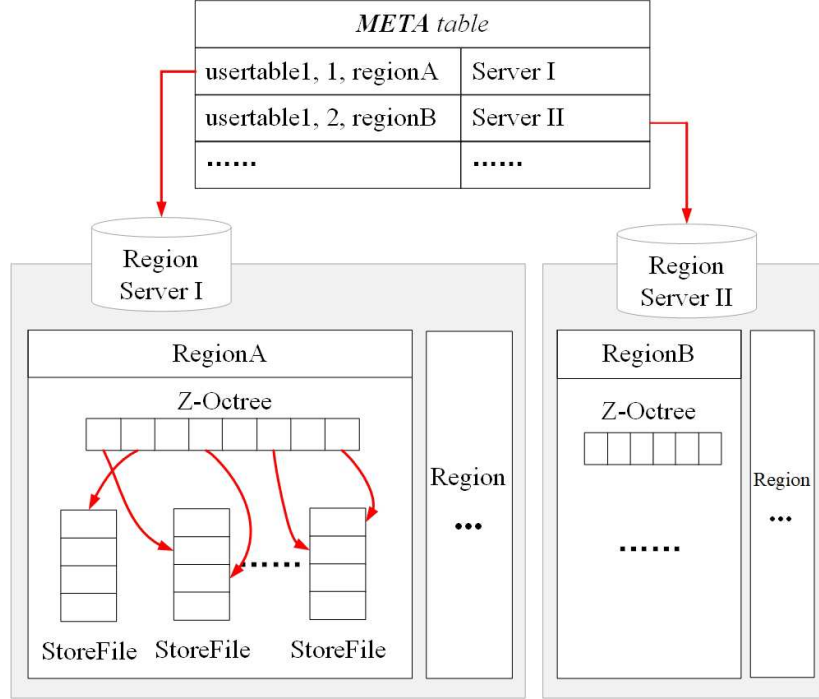 META table
usertable1, 1, regionA Server I
usertable1, 2, regionB Server II
...... ......
Region
Server I
Region
Server II
RegionA
Z-Octree
Region
...
......
StoreFile StoreFile StoreFile
RegionB
Z-Octree
......
Region
...